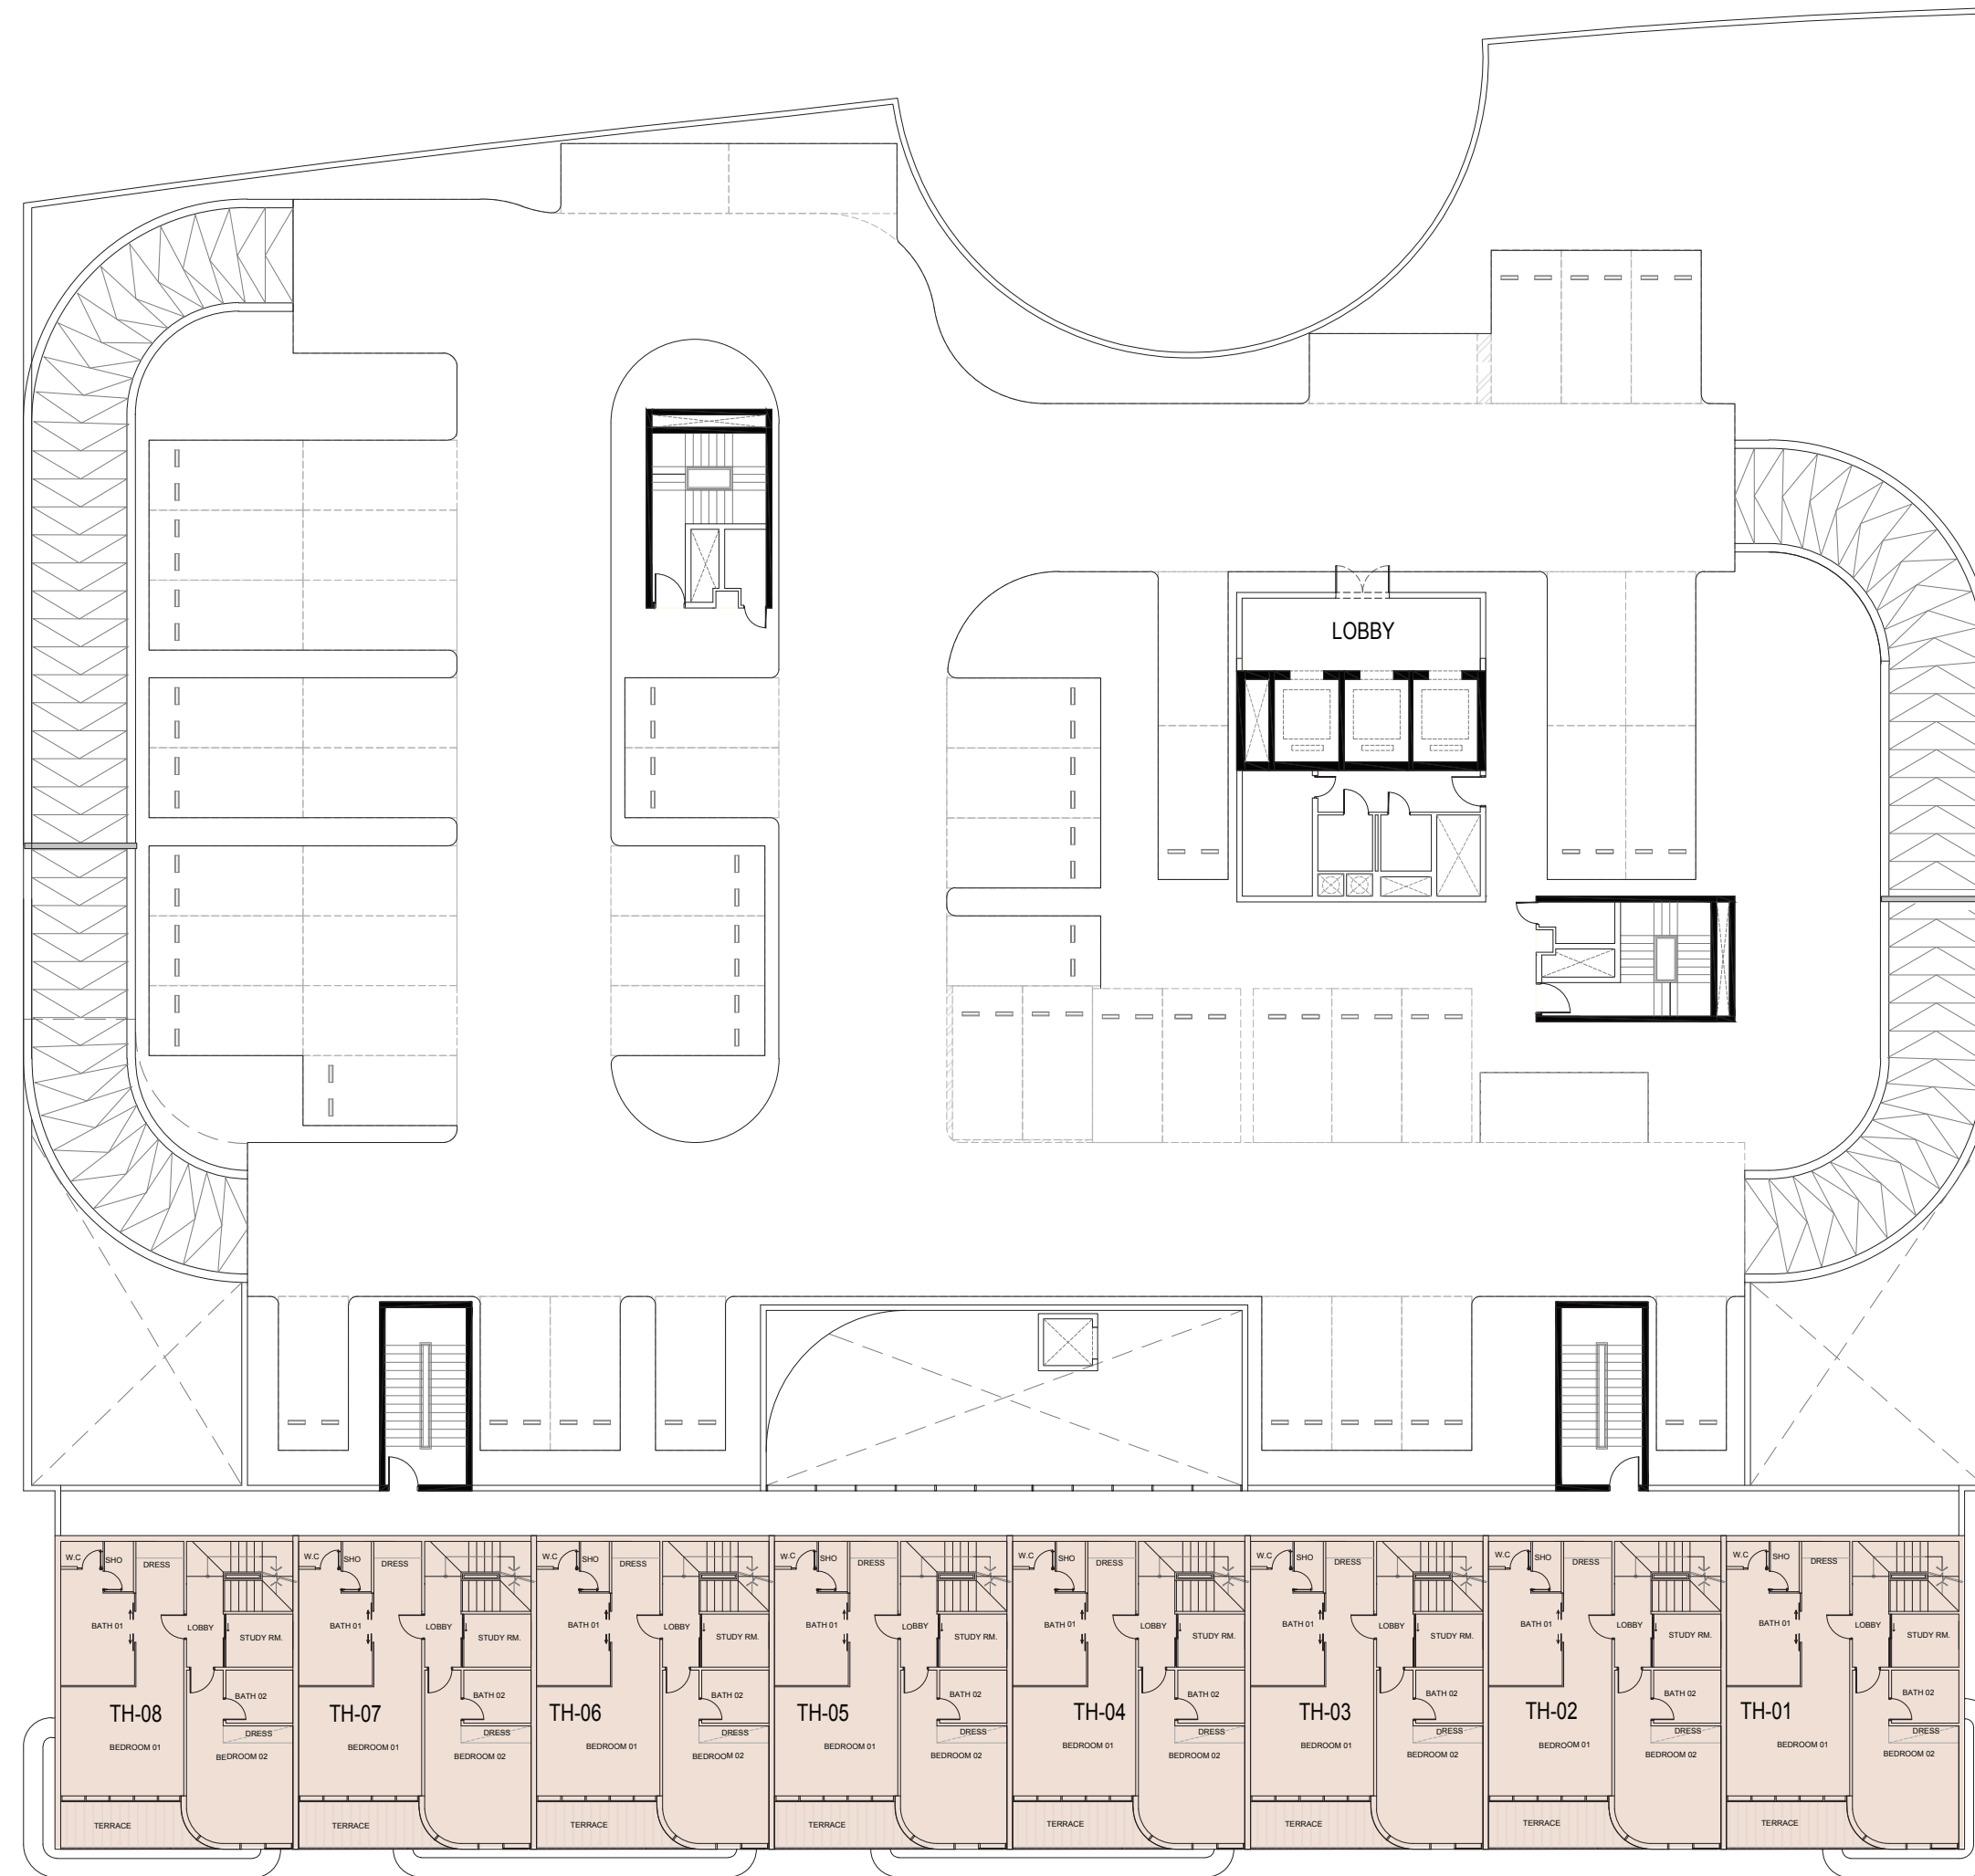 LOBBY
W.C SHO DRESS
BATH 01 LOBBY STUDY RM.
BATH 02
TH-08
DRESS
BEDROOM 01 BEDROOM 02
TERRACE
W.C SHO DRESS
BATH 01 LOBBY STUDY RM.
BATH 02
TH-07
DRESS
BEDROOM 01 BEDROOM 02
TERRACE
W.C SHO DRESS
BATH 01 LOBBY STUDY RM.
BATH 02
TH-06
DRESS
BEDROOM 01 BEDROOM 02
TERRACE
W.C SHO DRESS
BATH 01 LOBBY STUDY RM.
BATH 02
TH-05
DRESS
BEDROOM 01 BEDROOM 02
TERRACE
W.C SHO DRESS
BATH 01 LOBBY STUDY RM.
BATH 02
TH-04
DRESS
BEDROOM 01 BEDROOM 02
TERRACE
W.C SHO DRESS
BATH 01 LOBBY STUDY RM.
BATH 02
TH-03
DRESS
BEDROOM 01 BEDROOM 02
TERRACE
W.C SHO DRESS
BATH 01 LOBBY STUDY RM.
BATH 02
TH-02
DRESS
BEDROOM 01 BEDROOM 02
TERRACE
W.C SHO DRESS
BATH 01 LOBBY STUDY RM.
BATH 02
TH-01
DRESS
BEDROOM 01 BEDROOM 02
TERRACE